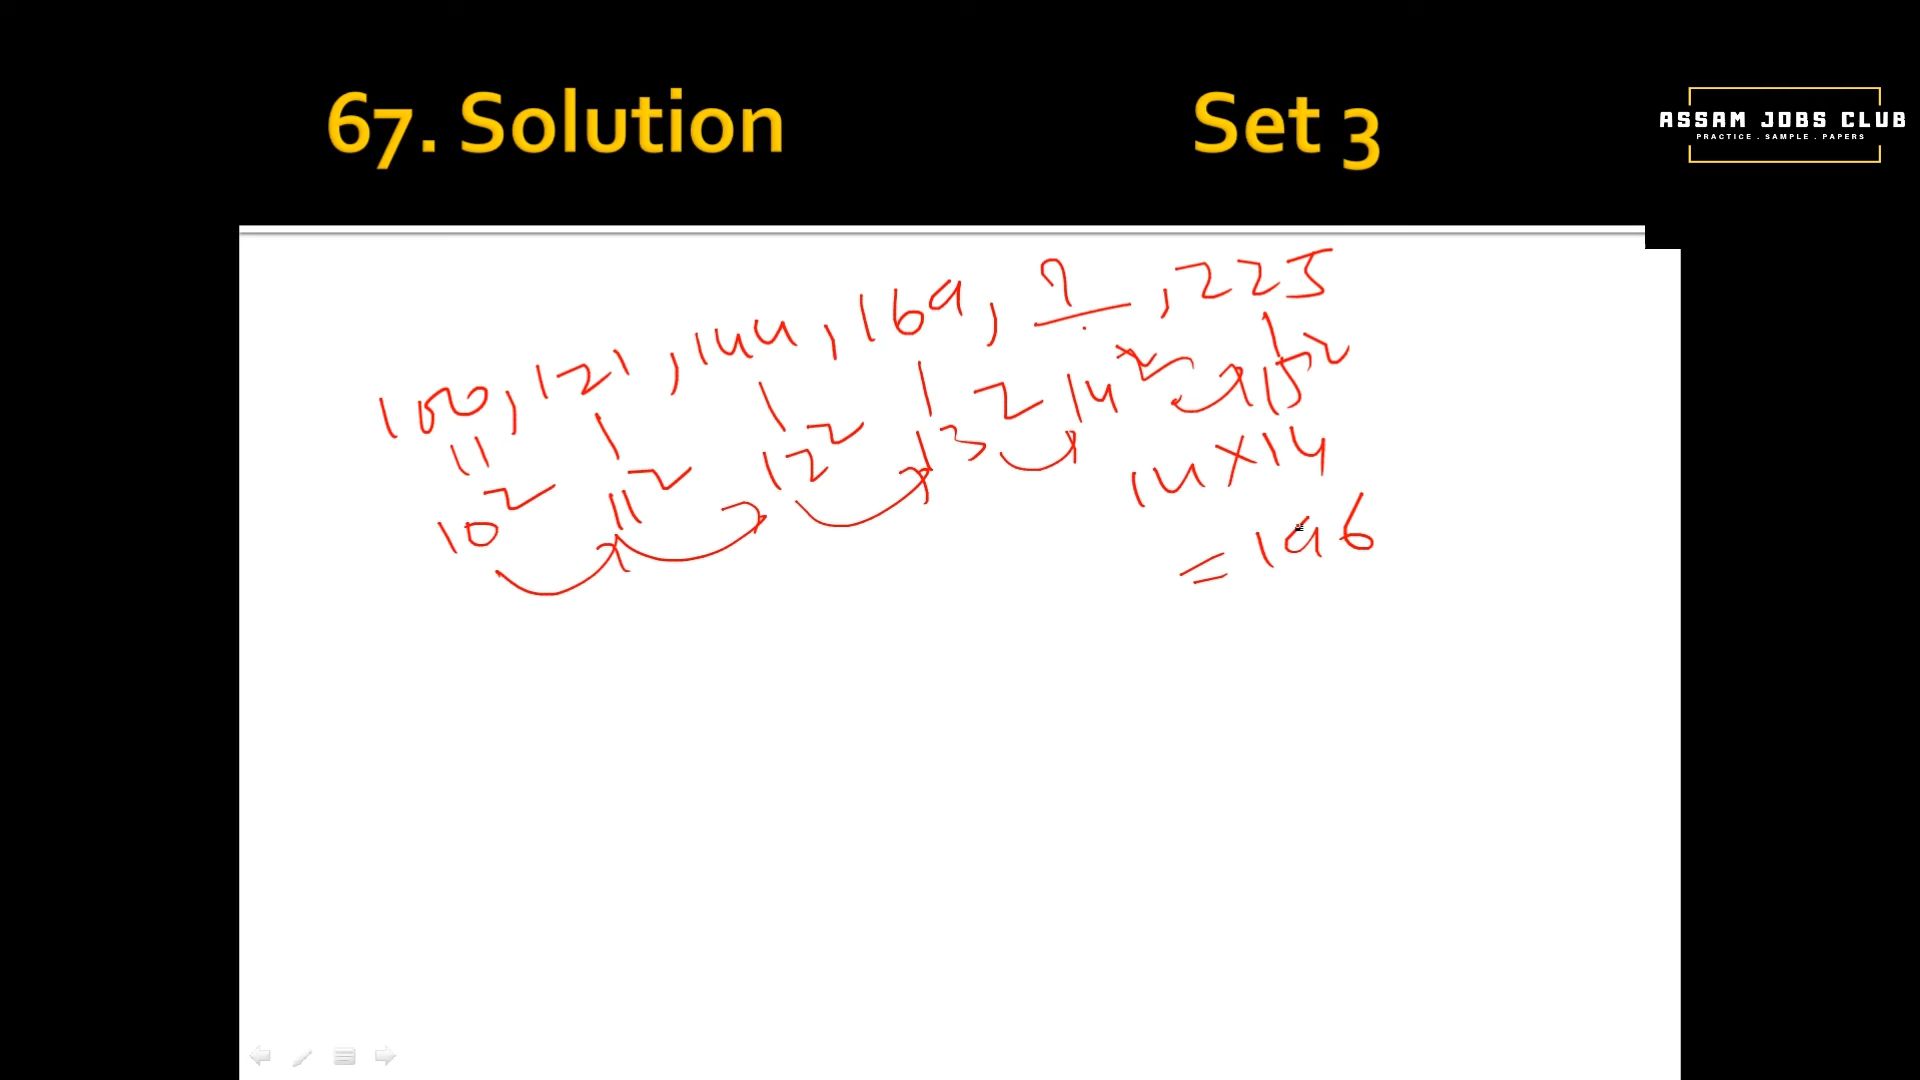 67. Solution
Set 3
ASSAM JOBS CLUB
PRACTICE . SAMPLE . PAPERS
100, 121, 144, 169, ?, 225
10² 11² 12² 13² 14² 15²
14×14
=196